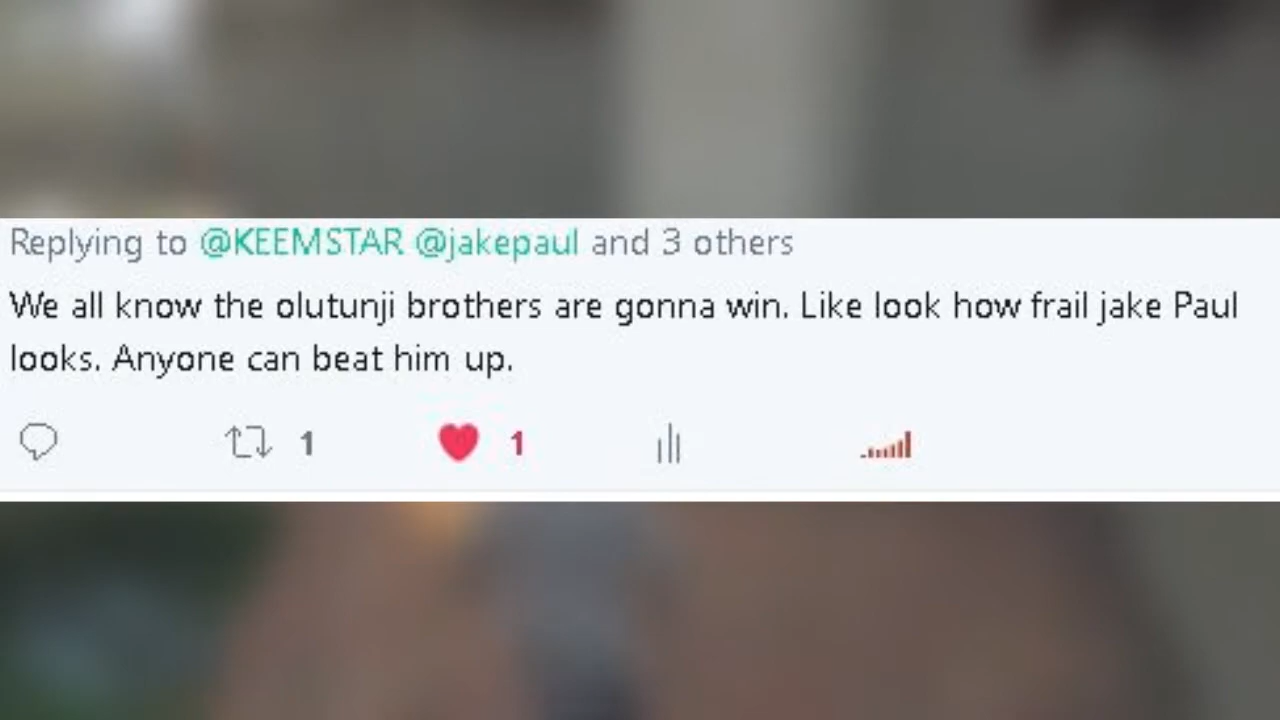 Replying to @KEEMSTAR @jakepaul and 3 others
We all know the olutunji brothers are gonna win. Like look how frail jake Paul
looks. Anyone can beat him up.
1 1